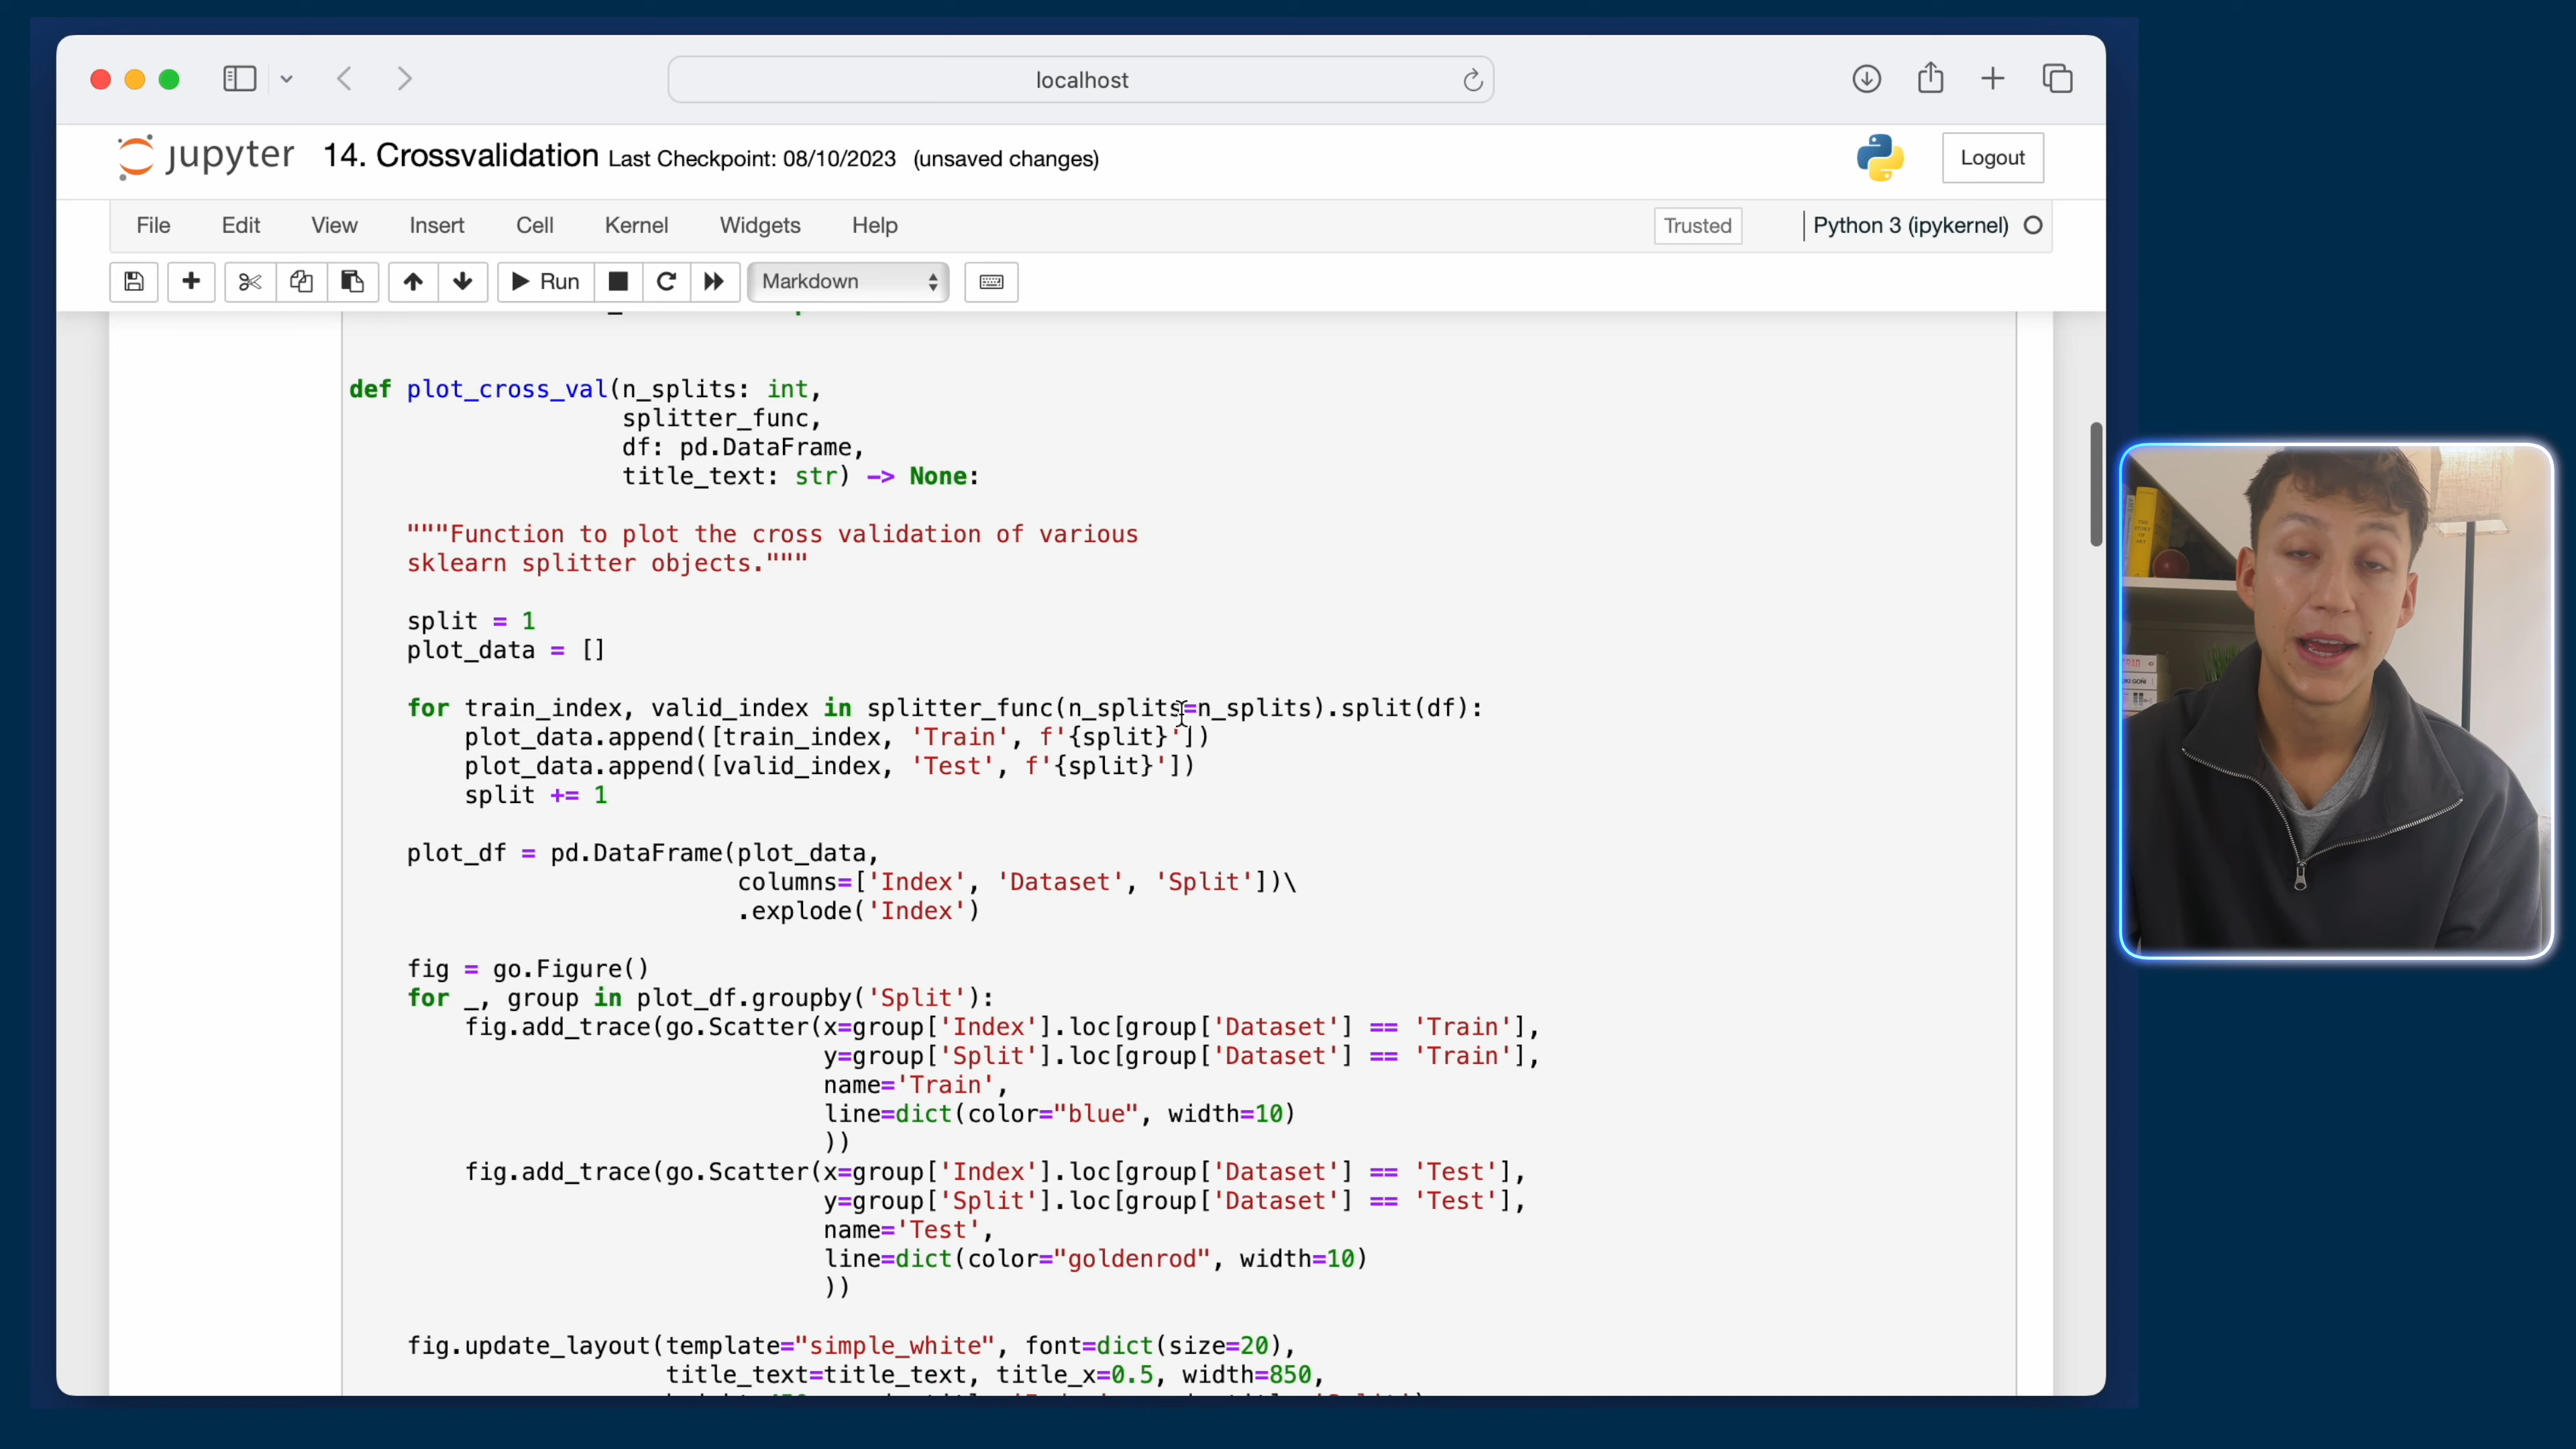 localhost
jupyter 14. Crossvalidation Last Checkpoint: 08/10/2023 (unsaved changes)
Logout
File Edit View Insert Cell Kernel Widgets Help
Trusted
Python 3 (ipykernel)
Run
Markdown
def plot_cross_val(n_splits: int,
splitter_func,
df: pd.DataFrame,
title_text: str) -> None:
"""Function to plot the cross validation of various
sklearn splitter objects."""
split = 1
plot_data = []
for train_index, valid_index in splitter_func(n_splits=n_splits).split(df):
plot_data.append([train_index, 'Train', f'{split}'])
plot_data.append([valid_index, 'Test', f'{split}'])
split += 1
plot_df = pd.DataFrame(plot_data,
columns=['Index', 'Dataset', 'Split'])\
.explode('Index')
fig = go.Figure()
for _, group in plot_df.groupby('Split'):
fig.add_trace(go.Scatter(x=group['Index'].loc[group['Dataset'] == 'Train'],
y=group['Split'].loc[group['Dataset'] == 'Train'],
name='Train',
line=dict(color="blue", width=10)
))
fig.add_trace(go.Scatter(x=group['Index'].loc[group['Dataset'] == 'Test'],
y=group['Split'].loc[group['Dataset'] == 'Test'],
name='Test',
line=dict(color="goldenrod", width=10)
))
fig.update_layout(template="simple_white", font=dict(size=20),
title_text=title_text, title_x=0.5, width=850,